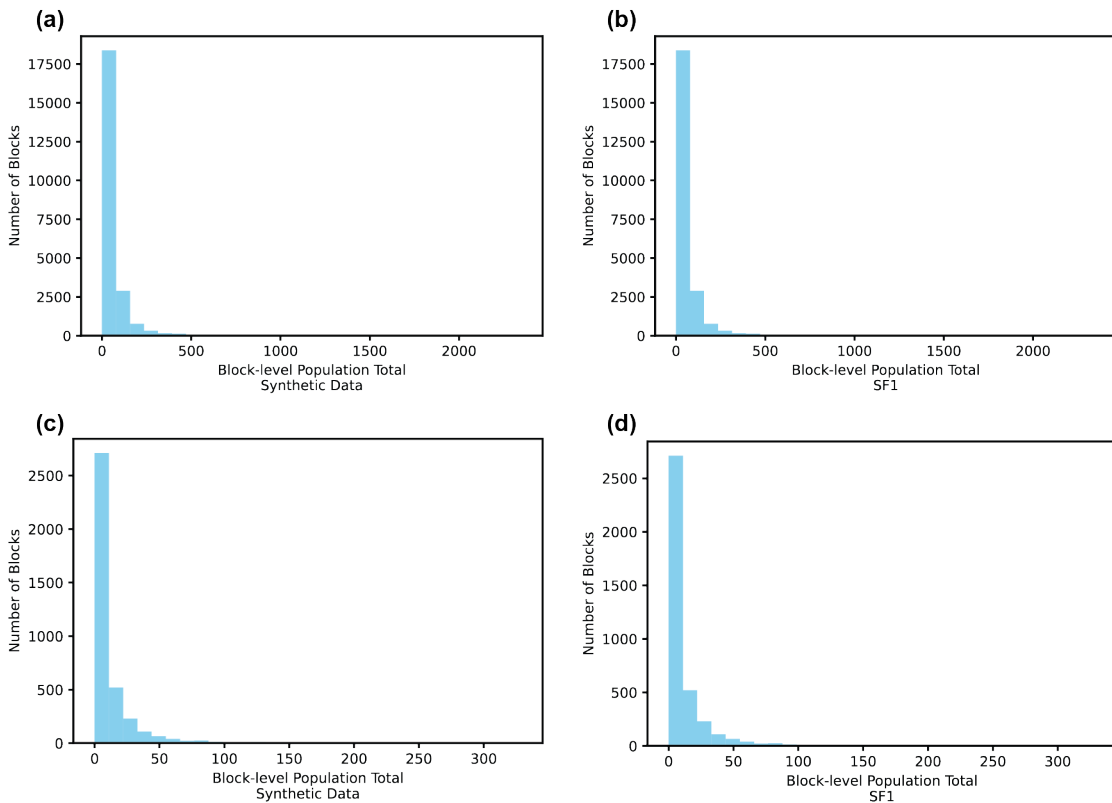 (a)
17500
15000
12500
10000
7500
5000
2500
0
Number of Blocks
0 500 1000 1500 2000
Block-level Population Total
Synthetic Data
(b)
17500
15000
12500
10000
7500
5000
2500
0
Number of Blocks
0 500 1000 1500 2000
Block-level Population Total
SF1
(c)
2500
2000
1500
1000
500
0
Number of Blocks
0 50 100 150 200 250 300
Block-level Population Total
Synthetic Data
(d)
2500
2000
1500
1000
500
0
Number of Blocks
0 50 100 150 200 250 300
Block-level Population Total
SF1